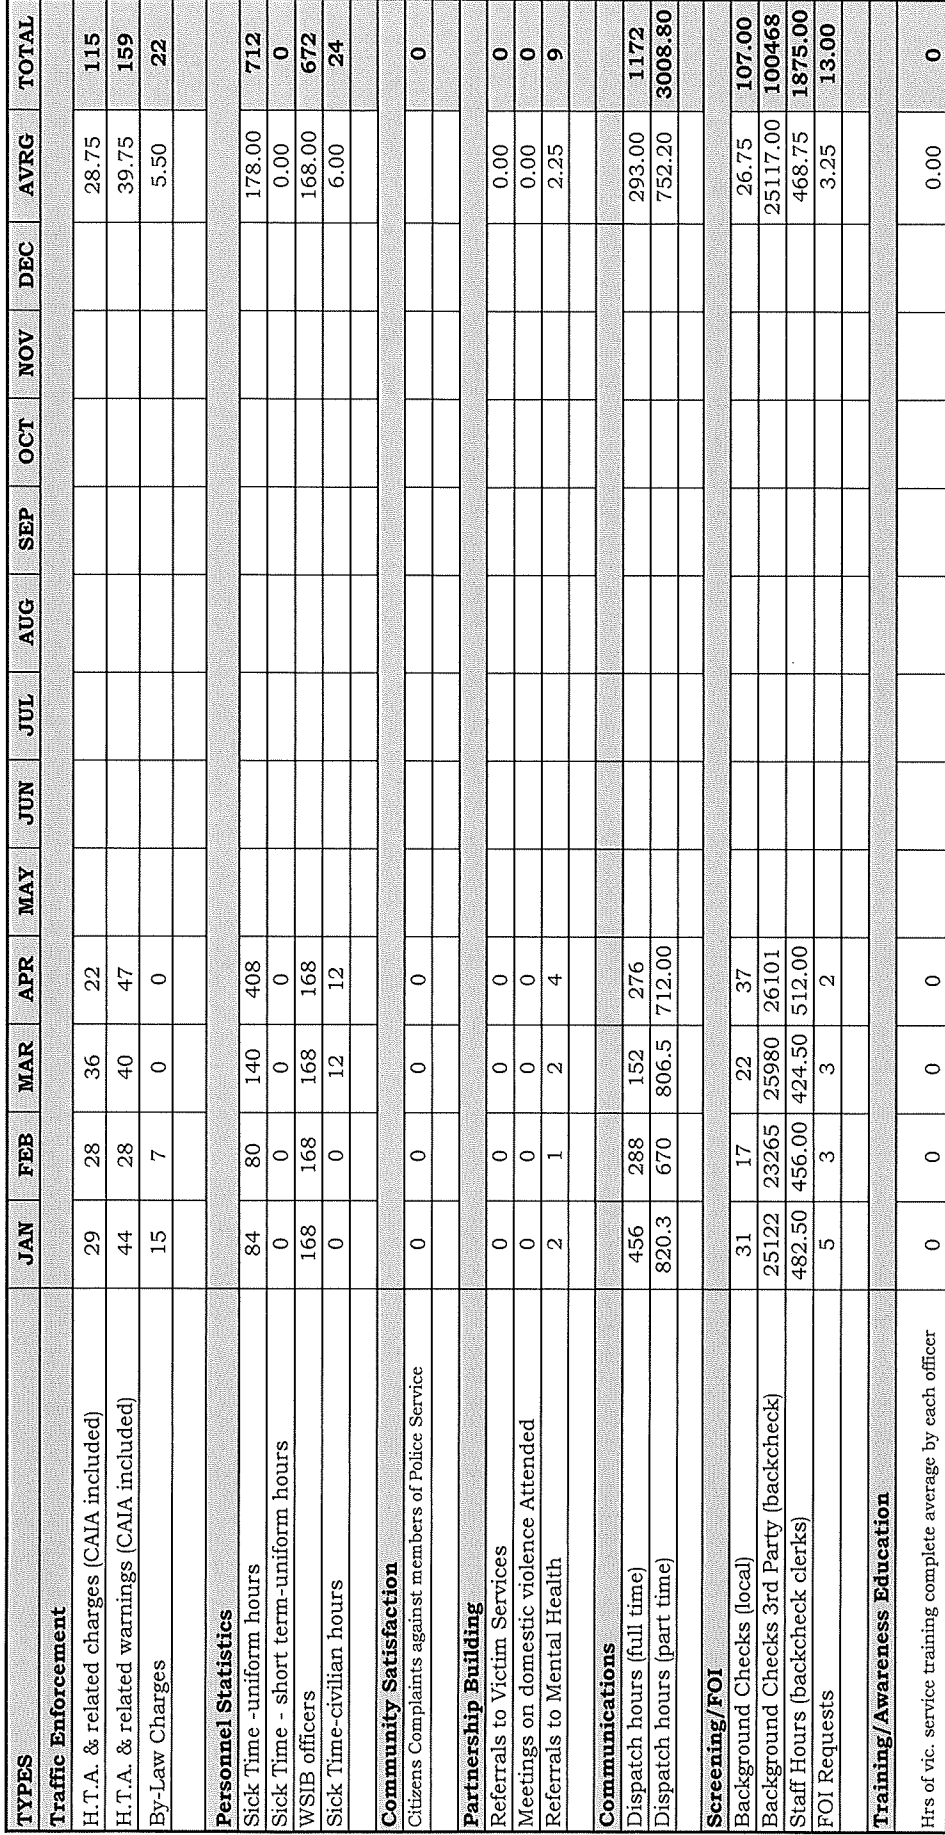 TYPES JAN FEB MAR APR MAY JUN JUL AUG SEP OCT NOV DEC AVRG TOTAL
Traffic Enforcement
H.T.A. & related charges (CAIA included) 29 28 36 22 28.75 115
H.T.A. & related warnings (CAIA included) 44 28 40 47 39.75 159
By-Law Charges 15 7 0 0 5.50 22
Personnel Statistics
Sick Time -uniform hours 84 80 140 408 178.00 712
Sick Time - short term-uniform hours 0 0 0 0 0.00 0
WSIB officers 168 168 168 168 168.00 672
Sick Time-civilian hours 0 0 12 12 6.00 24
Community Satisfaction
Citizens Complaints against members of Police Service 0 0 0 0 0
Partnership Building
Referrals to Victim Services 0 0 0 0 0.00 0
Meetings on domestic violence Attended 0 0 0 0 0.00 0
Referrals to Mental Health 2 1 2 4 2.25 9
Communications
Dispatch hours (full time) 456 288 152 276 293.00 1172
Dispatch hours (part time) 820.3 670 806.5 712.00 752.20 3008.80
Screening/FOI
Background Checks (local) 31 17 22 37 26.75 107.00
Background Checks 3rd Party (backcheck) 25122 23265 25980 26101 25117.00 100468
Staff Hours (backcheck clerks) 482.50 456.00 424.50 512.00 468.75 1875.00
FOI Requests 5 3 3 2 3.25 13.00
Training/Awareness Education
Hrs of vic. service training complete average by each officer 0 0 0 0 0.00 0